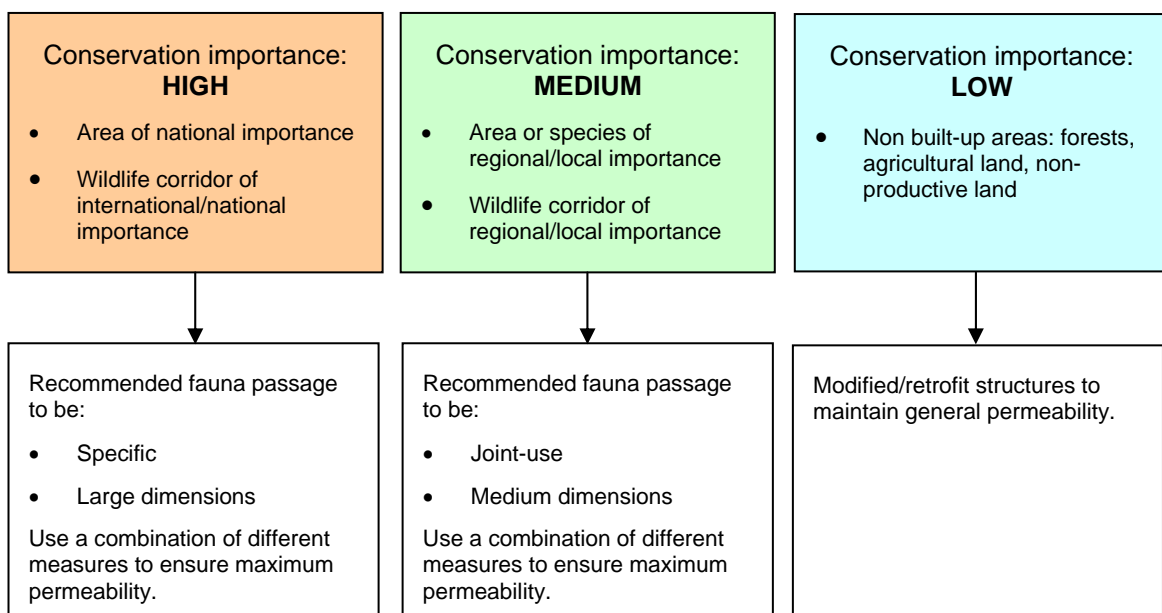 Conservation importance:
HIGH
• Area of national importance
• Wildlife corridor of
international/national
importance
Conservation importance:
MEDIUM
• Area or species of
regional/local importance
• Wildlife corridor of
regional/local importance
Conservation importance:
LOW
• Non built-up areas: forests,
agricultural land, non-
productive land
Recommended fauna passage
to be:
• Specific
• Large dimensions
Use a combination of different
measures to ensure maximum
permeability.
Recommended fauna passage
to be:
• Joint-use
• Medium dimensions
Use a combination of different
measures to ensure maximum
permeability.
Modified/retrofit structures to
maintain general permeability.